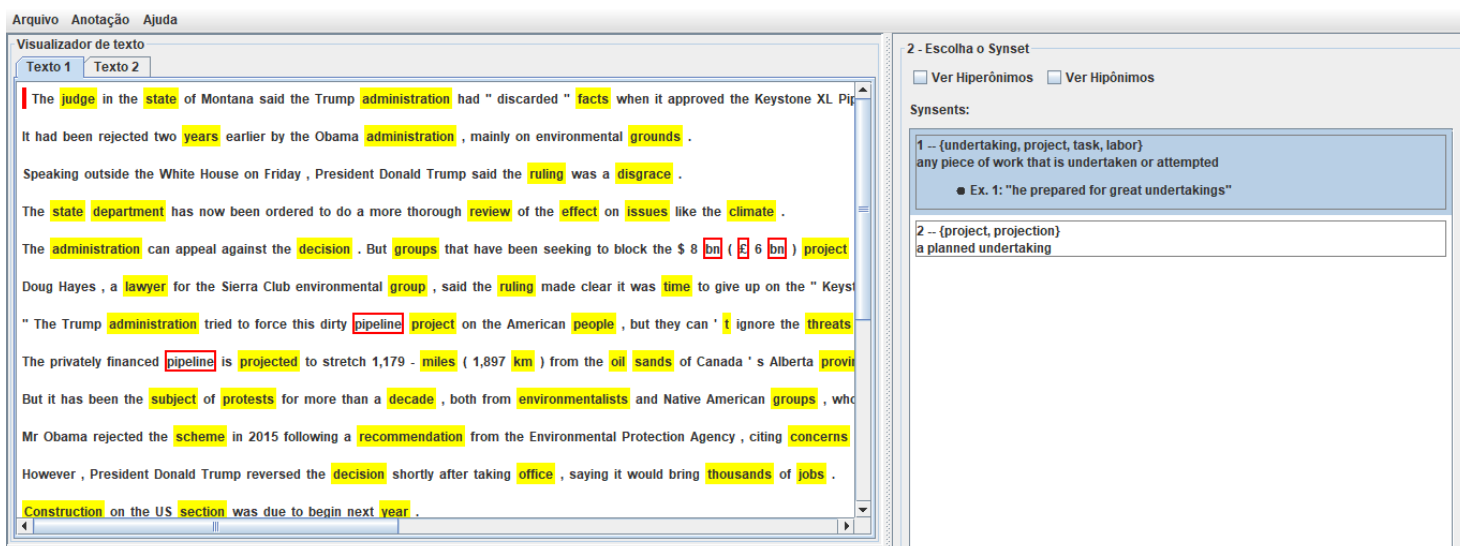 Arquivo Anotação Ajuda
Visualizador de texto
Texto 1 Texto 2
The judge in the state of Montana said the Trump administration had " discarded " facts when it approved the Keystone XL
It had been rejected two years earlier by the Obama administration , mainly on environmental grounds .
Speaking outside the White House on Friday , President Donald Trump said the ruling was a disgrace .
The state department has now been ordered to do a more thorough review of the effect on issues like the climate .
The administration can appeal against the decision . But groups that have been seeking to block the $ 8 bn ( £ 6 bn ) project
Doug Hayes , a lawyer for the Sierra Club environmental group , said the ruling made clear it was time to give up on the "
" The Trump administration tried to force this dirty pipeline project on the American people , but they can ' t ignore the threats
The privately financed pipeline is projected to stretch 1,179 - miles ( 1,897 km ) from the oil sands of Canada ' s Alberta
But it has been the subject of protests for more than a decade , both from environmentalists and Native American groups ,
Mr Obama rejected the scheme in 2015 following a recommendation from the Environmental Protection Agency , citing concerns
However , President Donald Trump reversed the decision shortly after taking office , saying it would bring thousands of jobs .
Construction on the US section was due to begin next year .
2 - Escolha o Synset
Ver Hiperônimos Ver Hipônimos
Synsents:
1 -- {undertaking, project, task, labor}
any piece of work that is undertaken or attempted
● Ex. 1: "he prepared for great undertakings"
2 -- {project, projection}
a planned undertaking